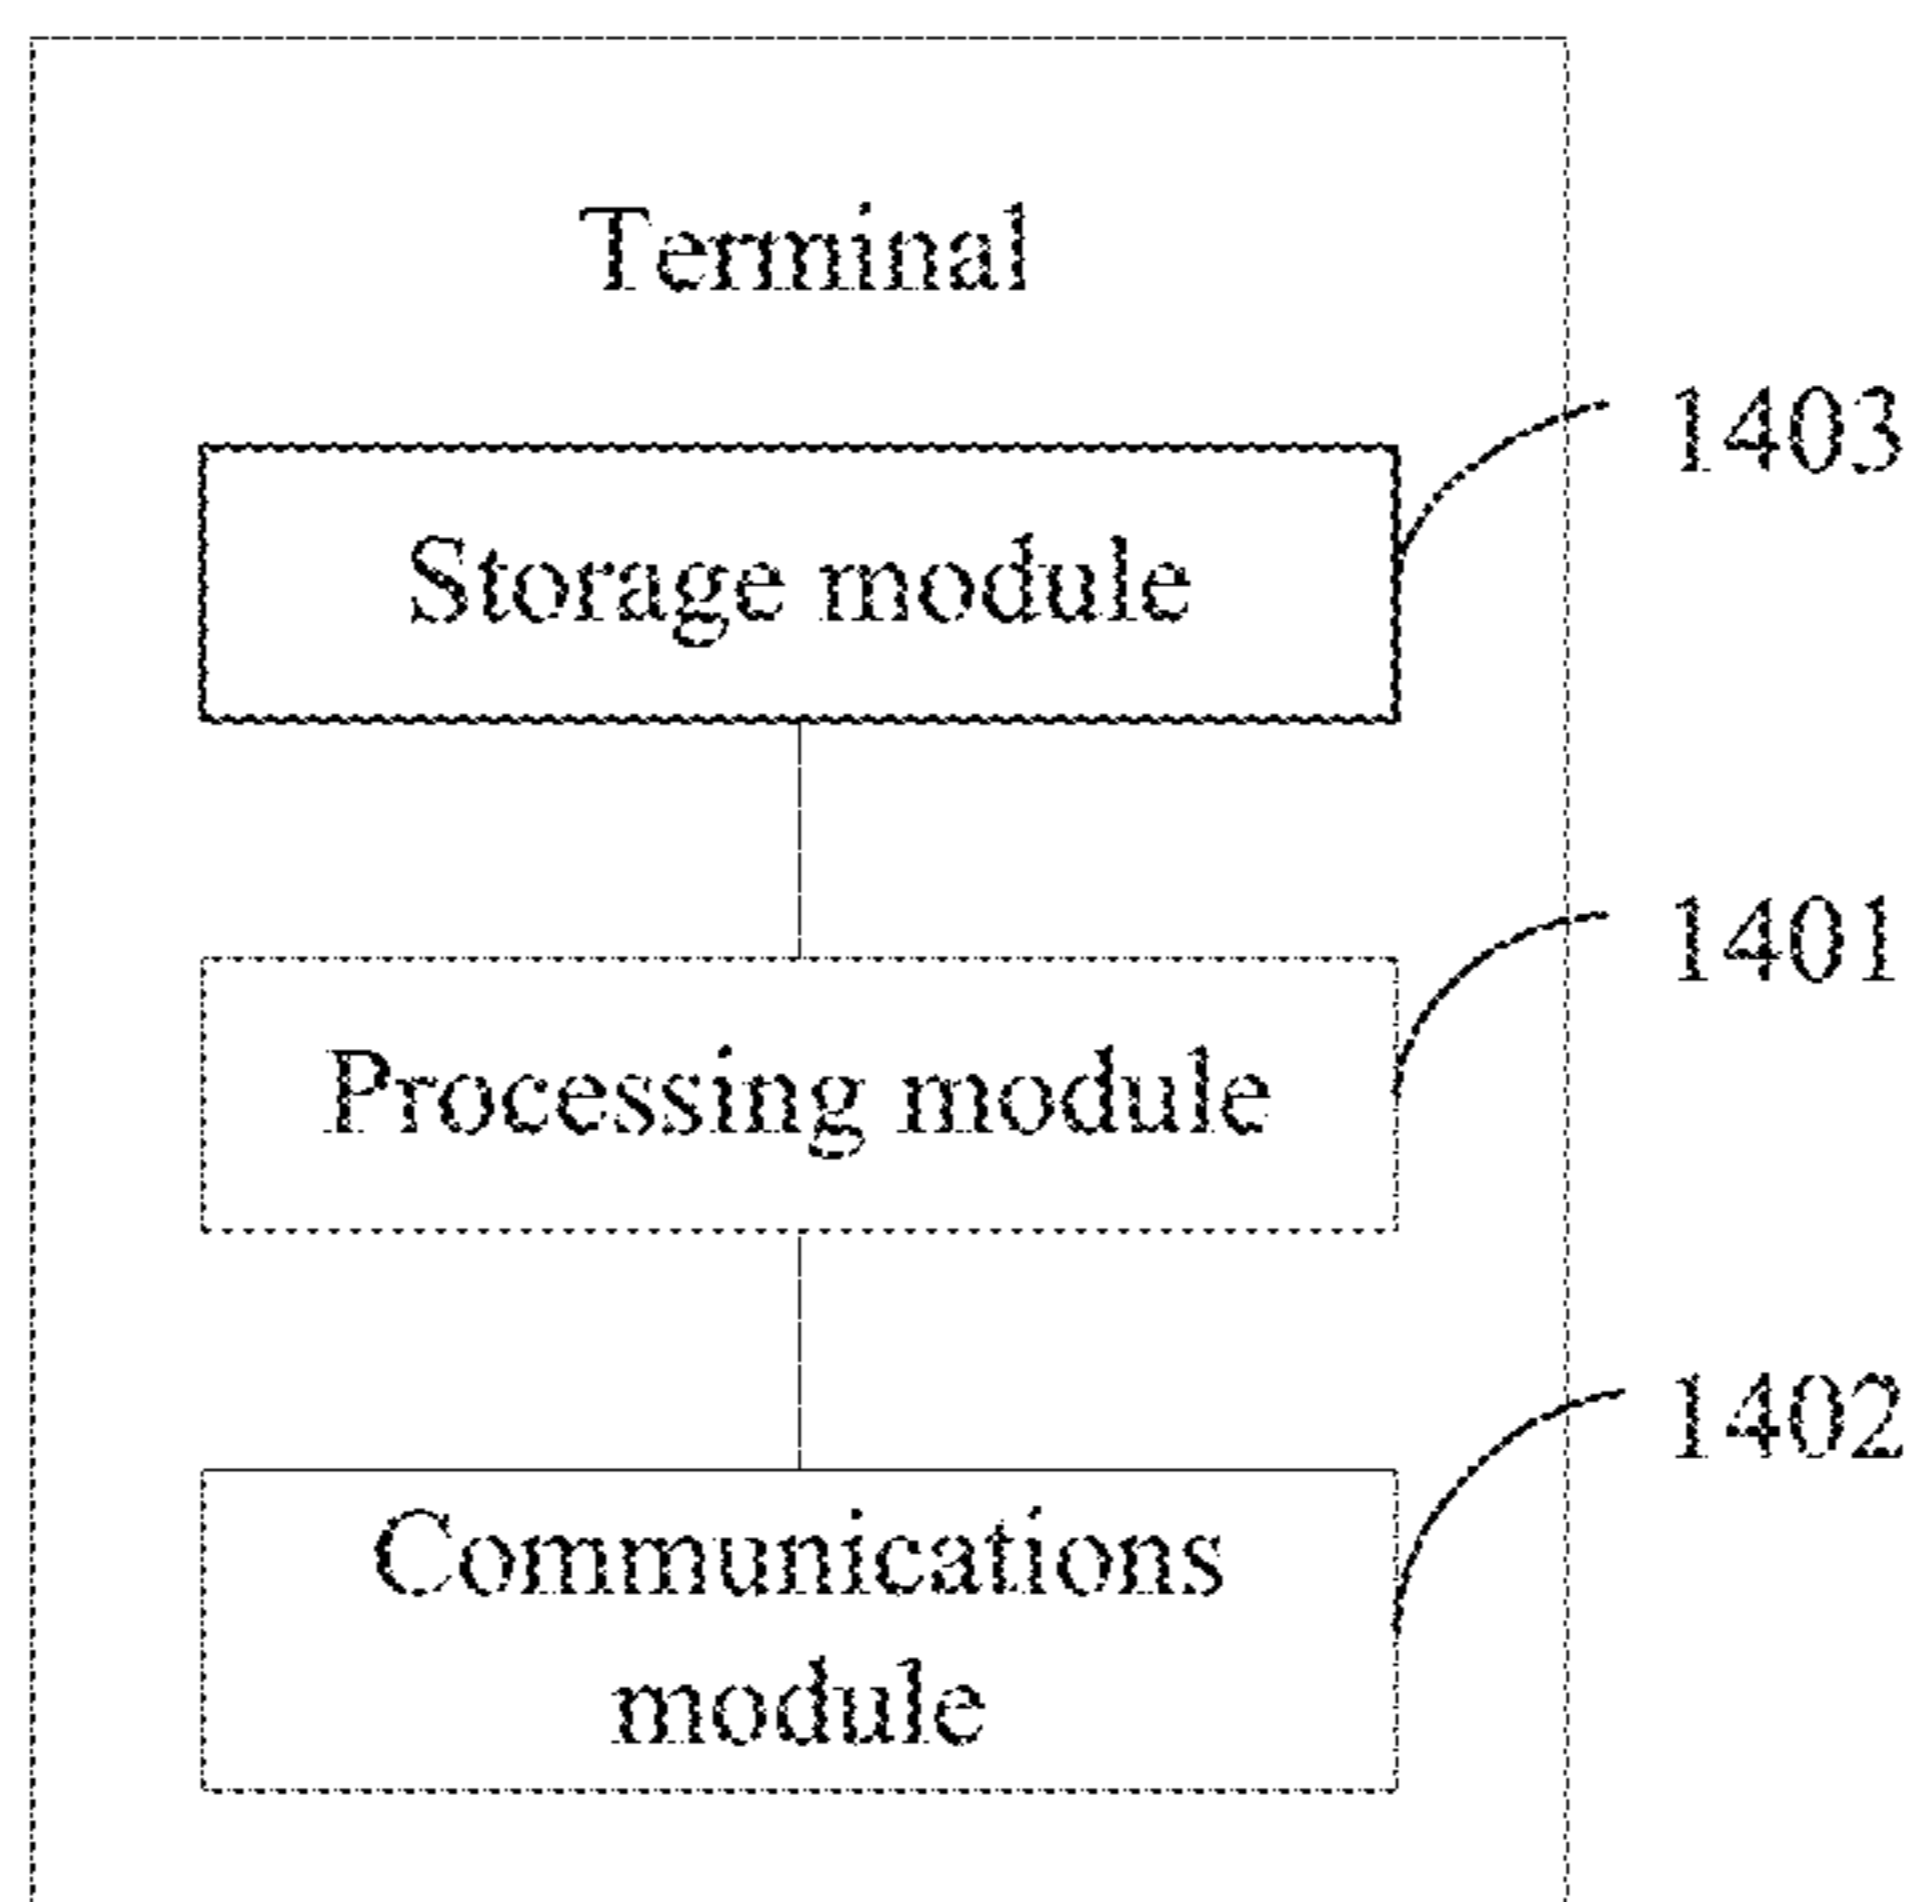 Terminal
1403
Storage module
1401
Processing module
1402
Communications
module